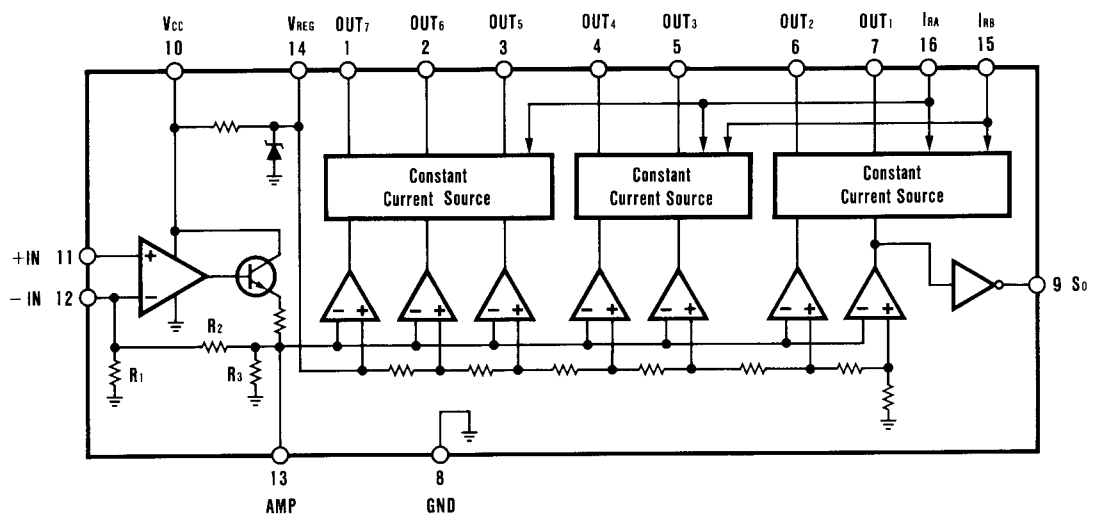 VCC VREG OUT7 OUT6 OUT5 OUT4 OUT3 OUT2 OUT1 IRA IRB
10 14 1 2 3 4 5 6 7 16 15
Constant
Current Source
Constant
Current Source
Constant
Current Source
+IN 11
+
-IN 12
−
9 S0
R2
− +
− +
− +
− +
− +
− +
− +
R1
R3
13
8
AMP
GND